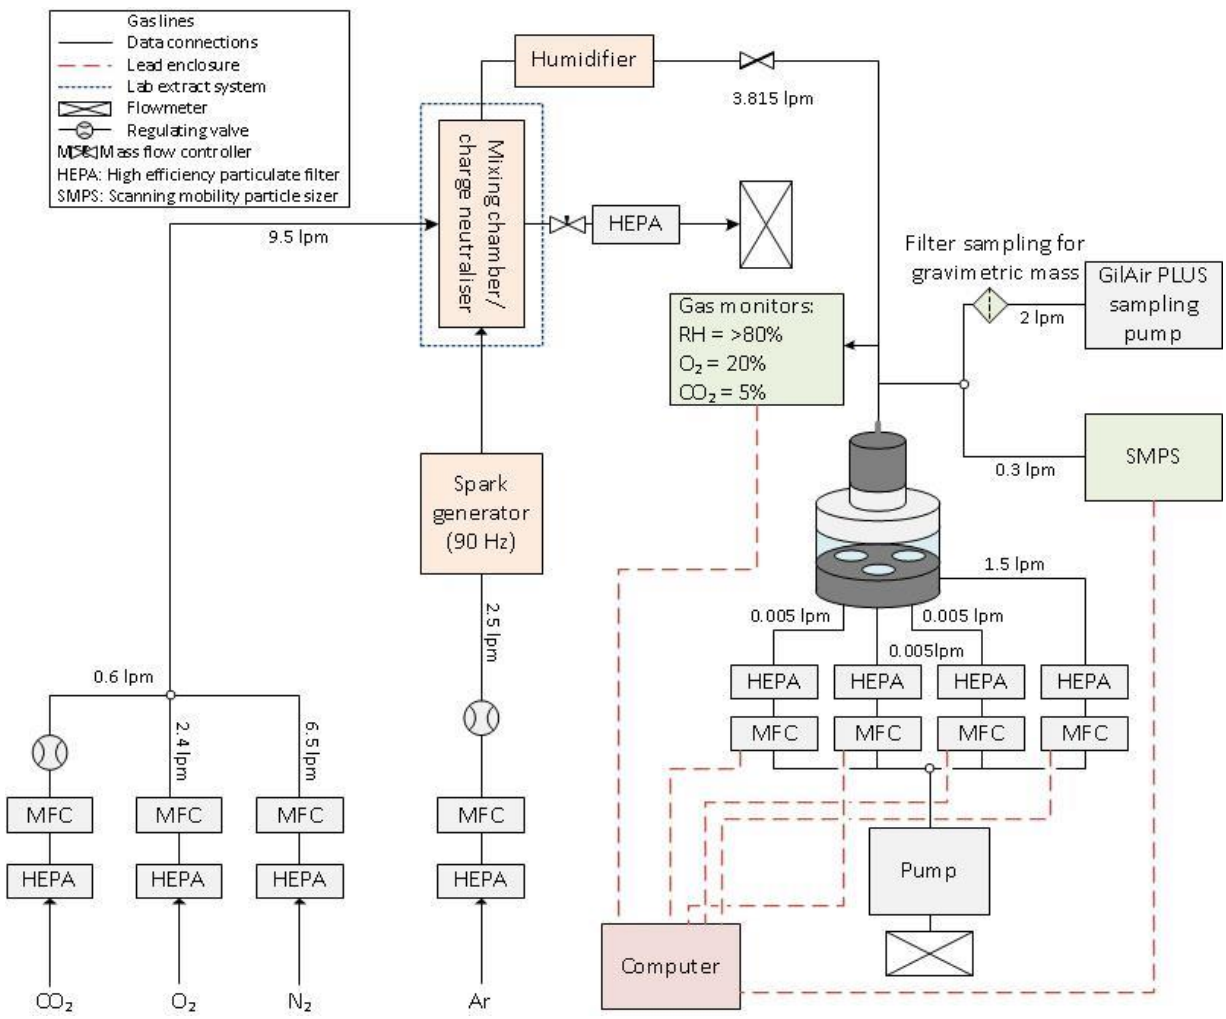 Gas lines
Data connections
Lead enclosure
Lab extract system
Flowmeter
Regulating valve
Mass flow controller
HEPA: High efficiency particulate filter
SMPS: Scanning mobility particle sizer
Humidifier
3.815 lpm
Mixing chamber/
charge neutraliser
HEPA
9.5 lpm
Filter sampling for
gravimetric mass
GilAir PLUS
sampling
pump
2 lpm
Gas monitors:
RH = >80%
O₂ = 20%
CO₂ = 5%
SMPS
0.3 lpm
Spark
generator
(90 Hz)
1.5 lpm
2.5 lpm
0.005 lpm
0.005 lpm
0.005lpm
0.6 lpm
2.4 lpm
6.5 lpm
HEPA
HEPA
HEPA
HEPA
MFC
MFC
MFC
MFC
MFC
MFC
MFC
MFC
HEPA
HEPA
HEPA
HEPA
Pump
Computer
CO₂
O₂
N₂
Ar